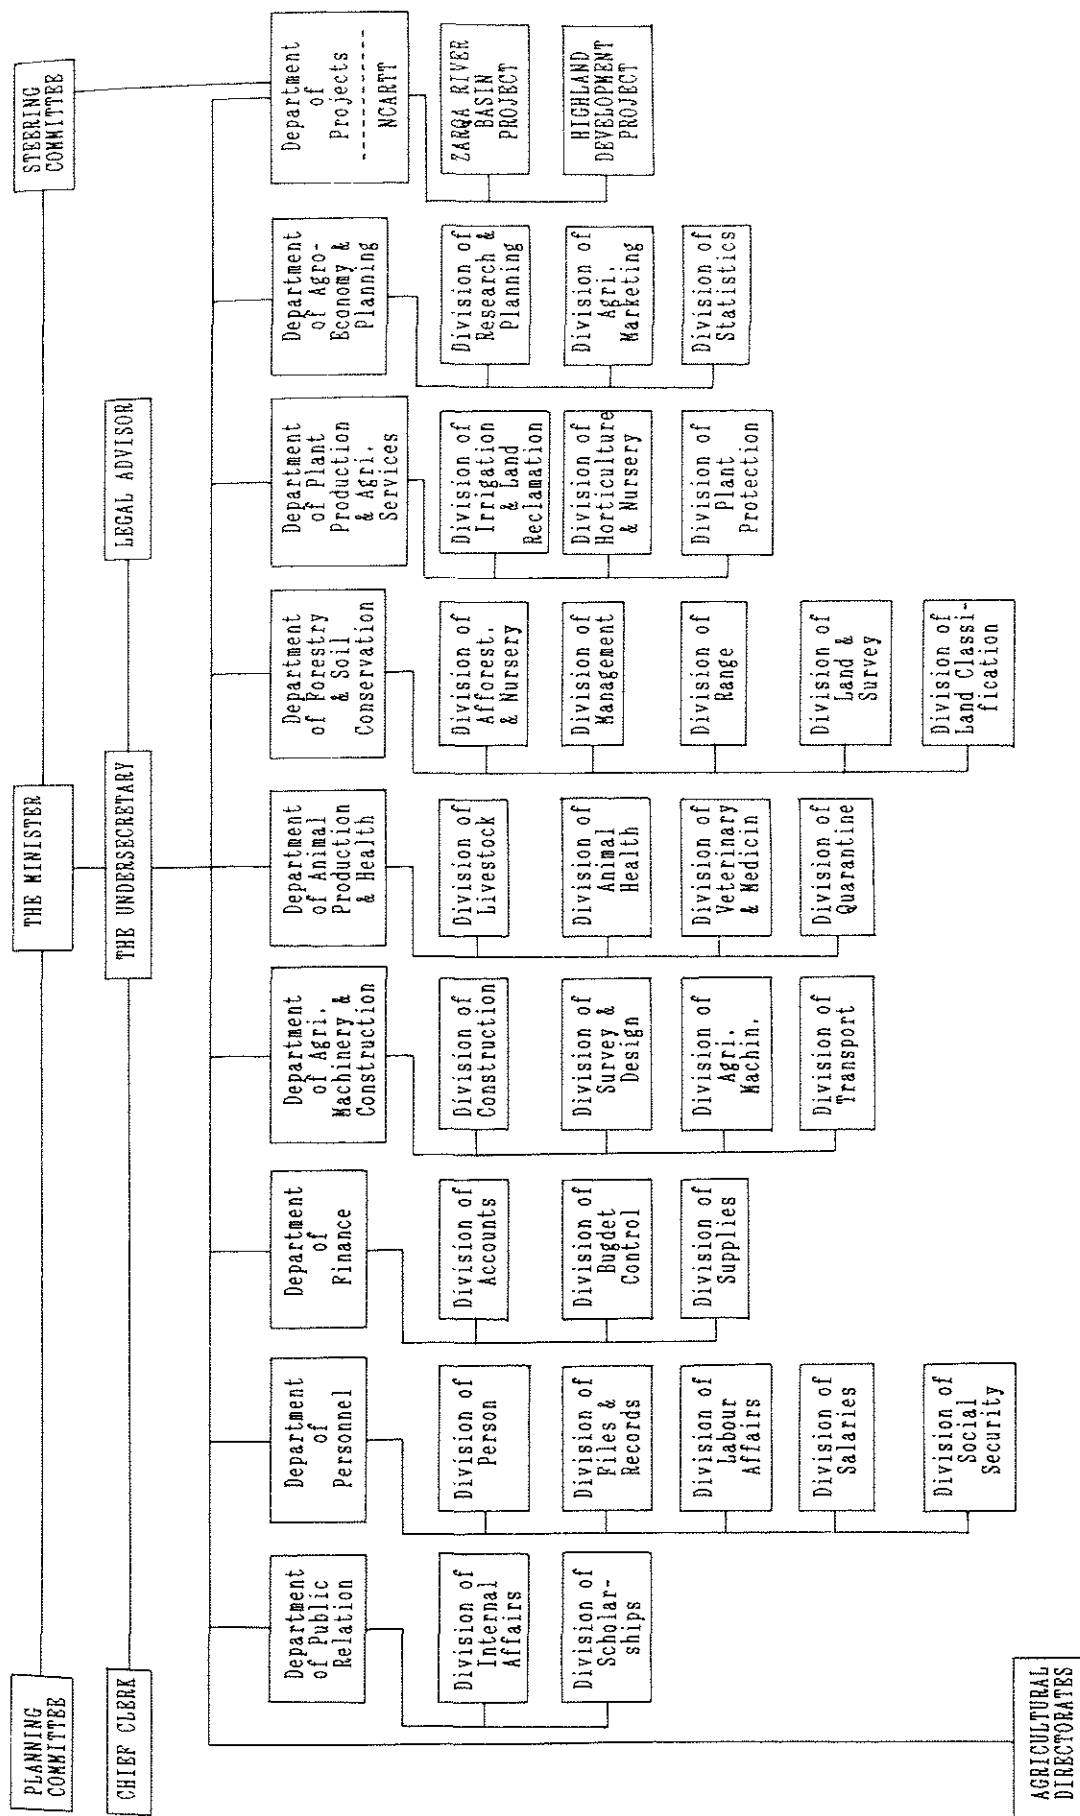 PLANNING
COMMITTEE
THE MINISTER
STEERING
COMMITTEE
CHIEF CLERK
THE UNDERSECRETARY
LEGAL ADVISOR
Department
of Public
Relation
Division of
Internal
Affairs
Division of
Scholar-
ships
Department
of
Personnel
Division of
Person
Division of
Files &
Records
Division of
Labour
Affairs
Division of
Salaries
Division of
Social
Security
Department
of
Finance
Division of
Accounts
Division of
Bugdet
Control
Division of
Supplies
Department
of Agri.
Machinery &
Construction
Division of
Construction
Division of
Survey &
Design
Division of
Agri.
Machin.
Division of
Transport
Department
of Animal
Production
& Health
Division of
Livestock
Division of
Animal
Health
Division of
Veterinary
& Medicin
Division of
Quarantine
Department
of Forestry
& Soil
Conservation
Division of
Afforest.
& Nursery
Division of
Management
Division of
Range
Division of
Land &
Survey
Division of
Land Classi-
fication
Department
of Plant
Production
& Agri.
Services
Division of
Irrigation
& Land
Reclamation
Division of
Horticulture
& Nursery
Division of
Plant
Protection
Department
of Agro-
Economy &
Planning
Division of
Research &
Planning
Division of
Agri.
Marketing
Division of
Statistics
Department
of
Projects
NCARTT
ZARQA RIVER
BASIN
PROJECT
HIGHLAND
DEVELOPMENT
PROJECT
AGRICULTURAL
DIRECTORATES